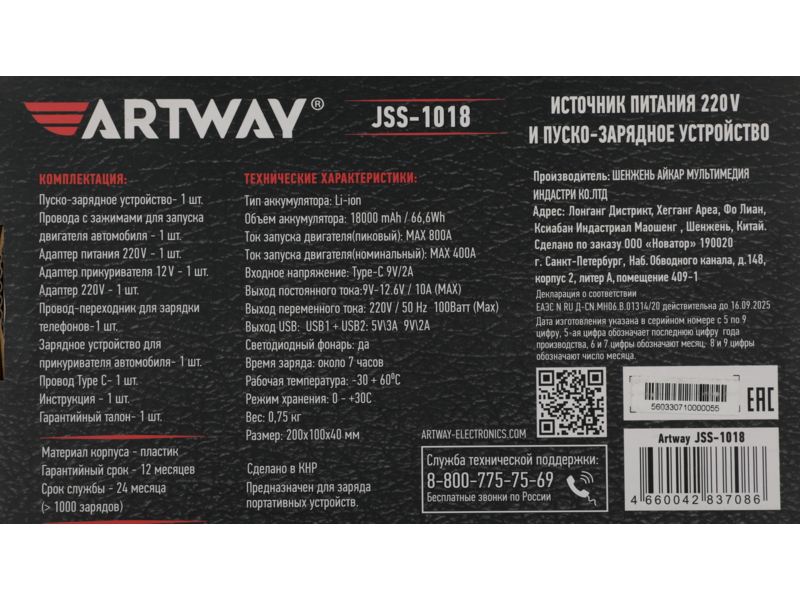 ARTWAY®
JSS-1018
ИСТОЧНИК ПИТАНИЯ 220V
И ПУСКО-ЗАРЯДНОЕ УСТРОЙСТВО
КОМПЛЕКТАЦИЯ:
Пуско-зарядное устройство- 1 шт.
Провода с зажимами для запуска
двигателя автомобиля - 1 шт.
Адаптер питания 220V - 1 шт.
Адаптер прикуривателя 12V - 1 шт.
Адаптер 220V - 1 шт.
Провод-переходник для зарядки
телефонов- 1 шт.
Зарядное устройство для
прикуривателя автомобиля- 1 шт.
Провод Type C- 1 шт.
Инструкция - 1 шт.
Гарантийный талон- 1 шт.
Материал корпуса - пластик
Гарантийный срок - 12 месяцев
Срок службы - 24 месяца
(> 1000 зарядов)
ТЕХНИЧЕСКИЕ ХАРАКТЕРИСТИКИ:
Тип аккумулятора: Li-ion
Объем аккумулятора: 18000 mAh / 66,6Wh
Ток запуска двигателя(пиковый): MAX 800A
Ток запуска двигателя(номинальный): MAX 400A
Входное напряжение: Type-C 9V/2A
Выход постоянного тока:9V-12.6V / 10A (MAX)
Выход переменного тока: 220V / 50 Hz 100Ватт (Max)
Выход USB: USB1 + USB2: 5V\3A 9V\2A
Светодиодный фонарь: да
Время заряда: около 7 часов
Рабочая температура: -30 + 60⁰C
Режим хранения: 0 - +30C
Вес: 0,75 кг
Размер: 200x100x40 мм
Сделано в КНР
Предназначен для заряда
портативных устройств.
Производитель: ШЕНЖЕНЬ АЙКАР МУЛЬТИМЕДИЯ
ИНДАСТРИ КО.ЛТД
Адрес: Лонганг Дистрикт, Хегганг Ареа, Фо Лиан,
Ксиабан Индастриал Маошенг , Шенжень, Китай.
Сделано по заказу ООО «Новатор» 190020
г. Санкт-Петербург, Наб. Обводного канала, д.148,
корпус 2, литер А, помещение 409-1
Декларация о соответствии
ЕАЭС N RU Д-CN.МН06.В.01314/20 действительна до 16.09.2025
Дата изготовления указана в серийном номере с 5 по 9
цифру, 5-ая цифра обозначает последнюю цифру года
производства, 6 и 7 цифры обозначают месяц; 8 и 9 цифры
обозначают число месяца.
560330710000055
EAC
ARTWAY-ELECTRONICS.COM
Служба технической поддержки:
8-800-775-75-69
Бесплатные звонки по России
Artway JSS-1018
4 660042 837086